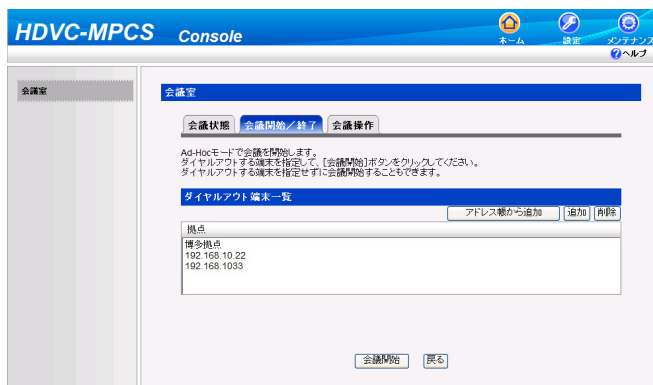 HDVC-MPCS Console
ホーム 設定 メンテナンス
ヘルプ
会議室
会議室
会議状態 会議開始／終了 会議操作
Ad-Hocモードで会議を開始します。
ダイヤルアウトする端末を指定して、[会議開始]ボタンをクリックしてください。
ダイヤルアウトする端末を指定せずに会議開始することもできます。
ダイヤルアウト端末一覧
アドレス帳から追加 追加 削除
拠点
博多拠点
192.168.10.22
192.168.1033
会議開始 戻る